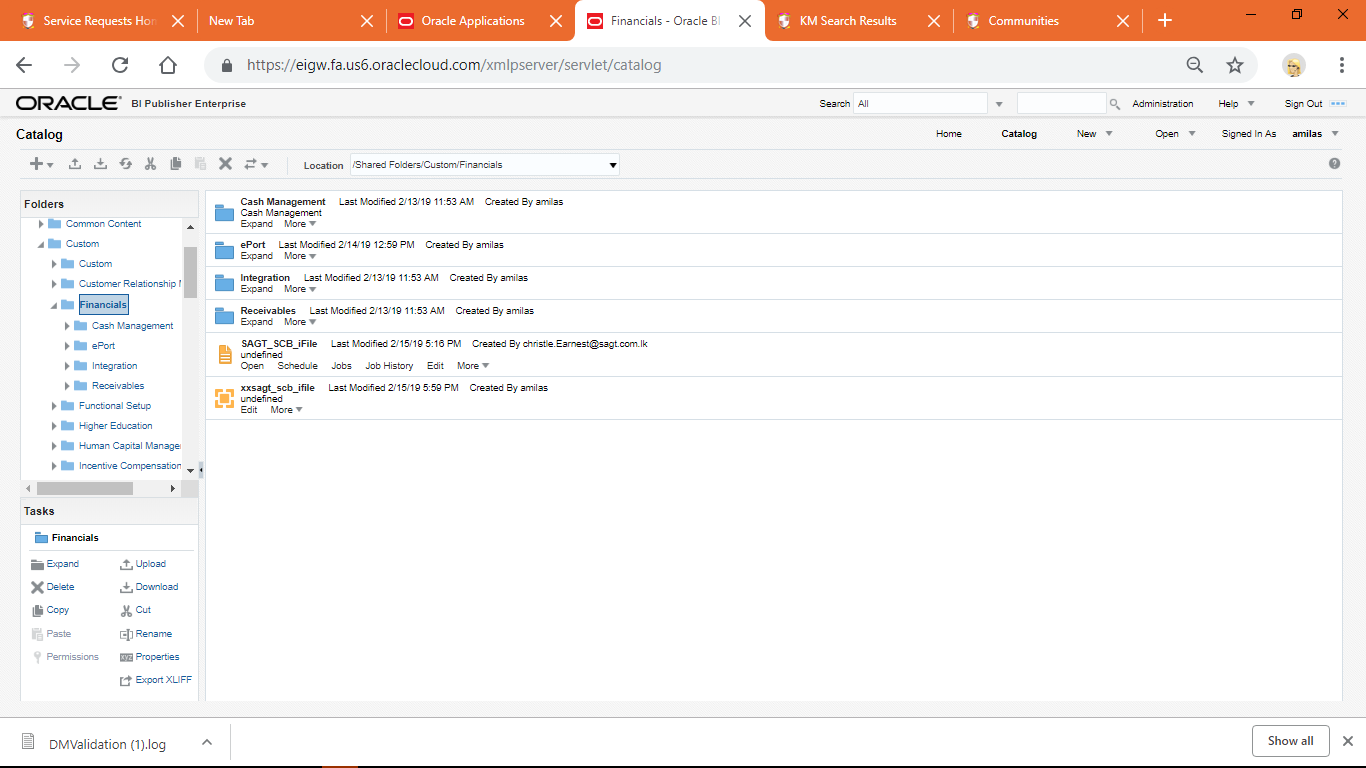 Service Requests Hon
New Tab
Oracle Applications
Financials - Oracle BI
KM Search Results
Communities
https://eigw.fa.us6.oraclecloud.com/xmlpserver/servlet/catalog
ORACLE BI Publisher Enterprise
Search All Administration Help Sign Out
Catalog
Home Catalog New Open Signed In As amilas
Location /Shared Folders/Custom/Financials
Folders
Common Content
Custom
Custom
Customer Relationship M
Financials
Cash Management
ePort
Integration
Receivables
Functional Setup
Higher Education
Human Capital Manage
Incentive Compensation
Tasks
Financials
Expand Upload
Delete Download
Copy Cut
Paste Rename
Permissions Properties
Export XLIFF
Cash Management Last Modified 2/13/19 11:53 AM Created By amilas
Cash Management
Expand More
ePort Last Modified 2/14/19 12:59 PM Created By amilas
Expand More
Integration Last Modified 2/13/19 11:53 AM Created By amilas
Expand More
Receivables Last Modified 2/13/19 11:53 AM Created By amilas
Expand More
SAGT_SCB_iFile Last Modified 2/15/19 5:16 PM Created By christle.Earnest@sagt.com.lk
undefined
Open Schedule Jobs Job History Edit More
xxsagt_scb_ifile Last Modified 2/15/19 5:59 PM Created By amilas
undefined
Edit More
DMValidation (1).log
Show all